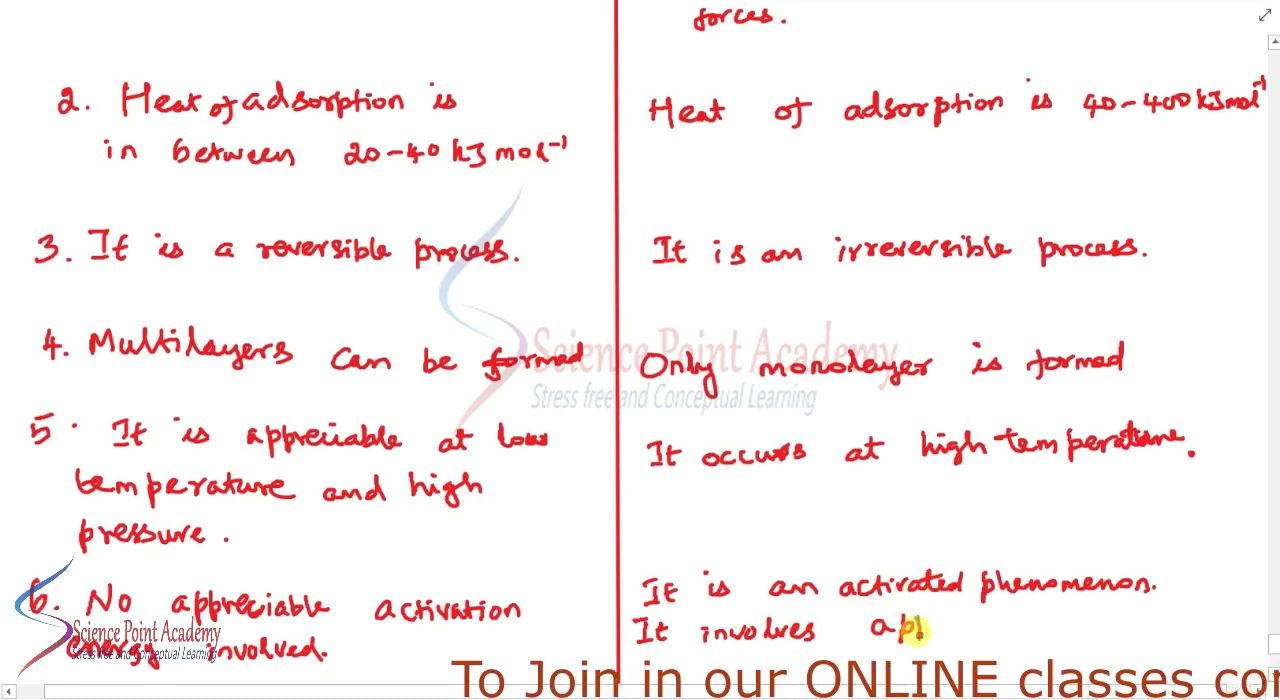 forces.
2. Heat of adsorption is
in between 20-40 kJ mol⁻¹
Heat of adsorption is 40-400 kJ mol⁻¹
3. It is a reversible process.
It is an irreversible process.
4. Multilayers can be formed
Only monolayer is formed
Science Point Academy
Stress free and Conceptual Learning
5. It is appreciable at low
temperature and high
pressure.
It occurs at high temperature.
6. No appreciable activation
energy involved.
It is an activated phenomenon.
It involves app
Science Point Academy
Stress free and Conceptual Learning
To Join in our ONLINE classes co